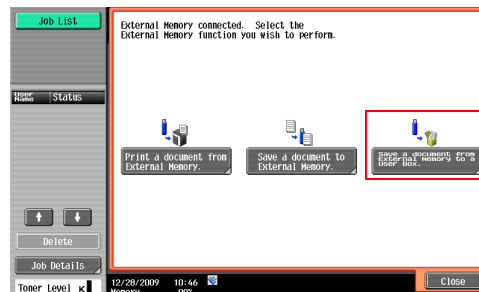 Job List
External Memory connected. Select the
External Memory function you wish to perform.
User
Name
Status
Print a document from
External Memory.
Save a document to
External Memory.
Save a document from
External Memory to a
User Box.
Delete
Job Details
Toner Level K
12/28/2009 10:46
Memory 99%
Close